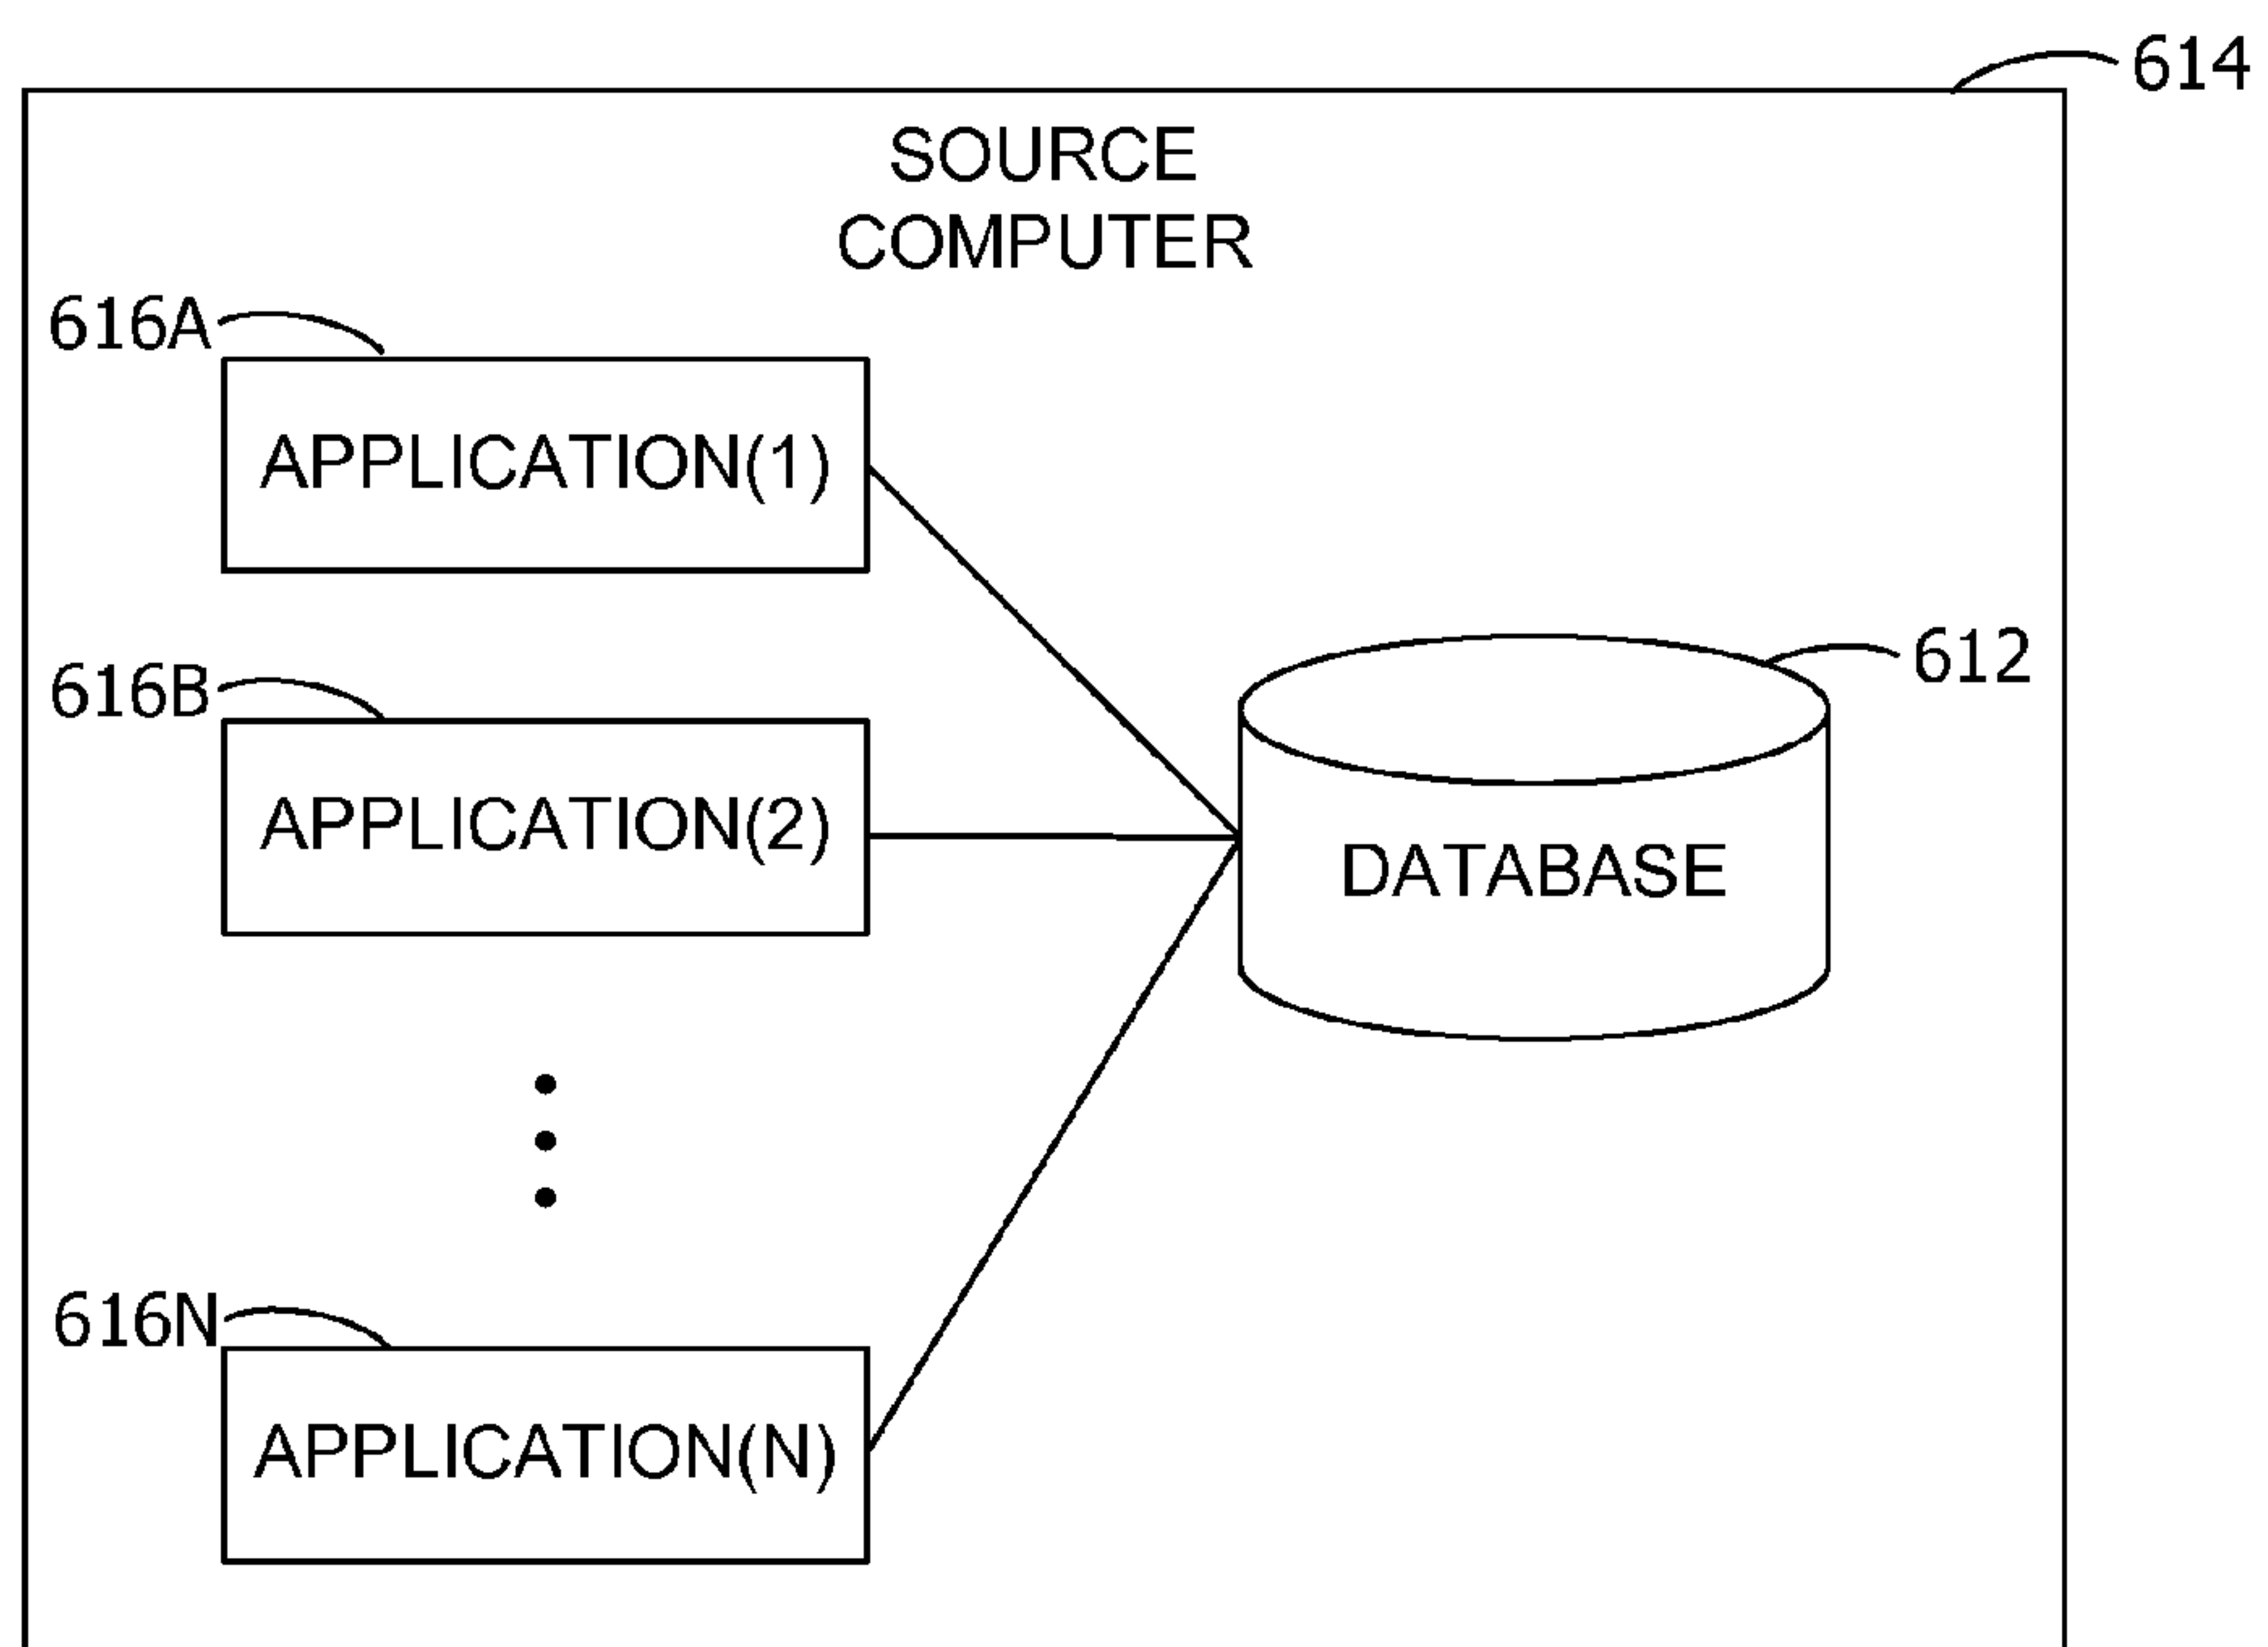 614
SOURCE
COMPUTER
616A
APPLICATION(1)
612
616B
APPLICATION(2)
DATABASE
616N
APPLICATION(N)